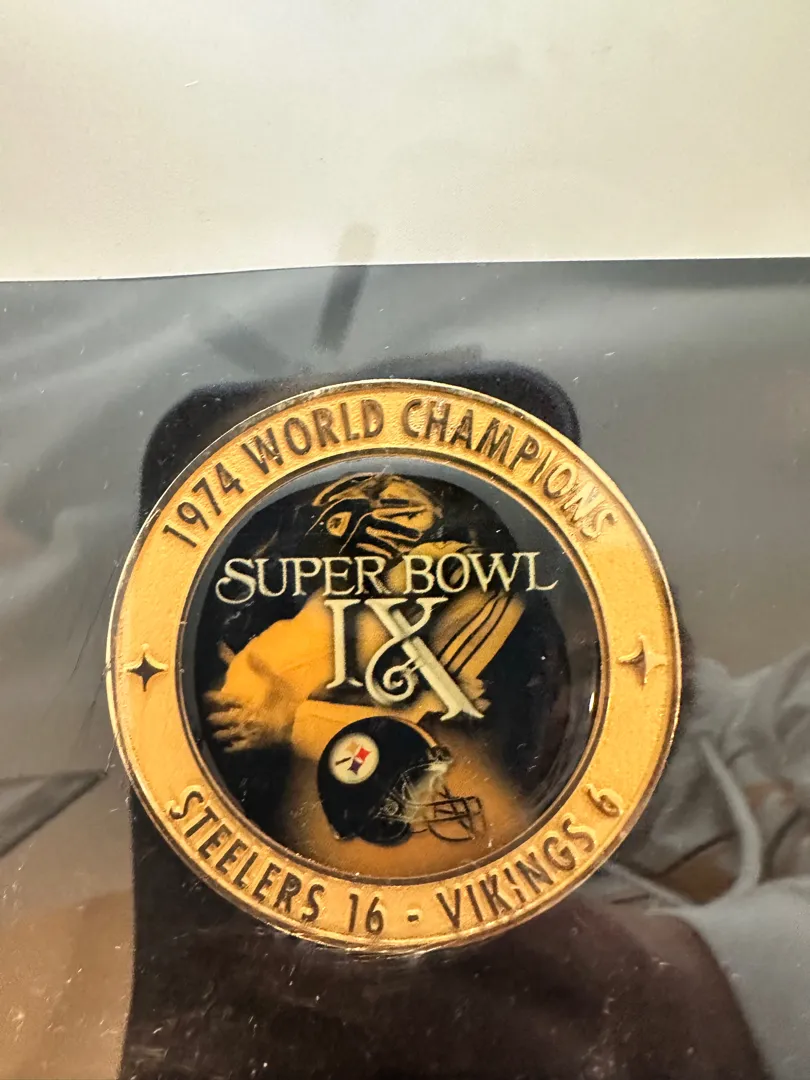 1974 WORLD CHAMPIONS
SUPER BOWL
IX
STEELERS 16 - VIKINGS 6